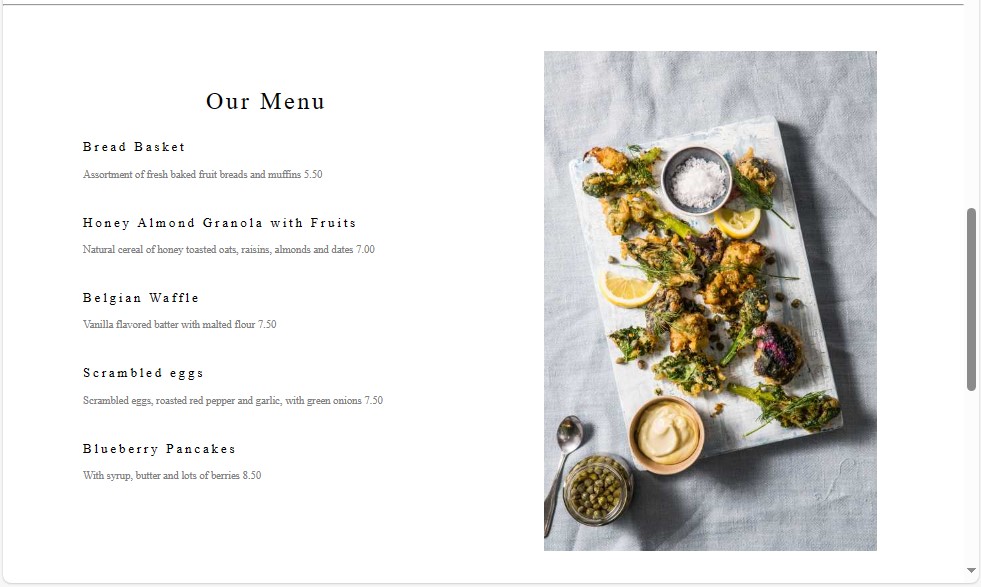 Our Menu
Bread Basket
Assortment of fresh baked fruit breads and muffins 5.50
Honey Almond Granola with Fruits
Natural cereal of honey toasted oats, raisins, almonds and dates 7.00
Belgian Waffle
Vanilla flavored batter with malted flour 7.50
Scrambled eggs
Scrambled eggs, roasted red pepper and garlic, with green onions 7.50
Blueberry Pancakes
With syrup, butter and lots of berries 8.50